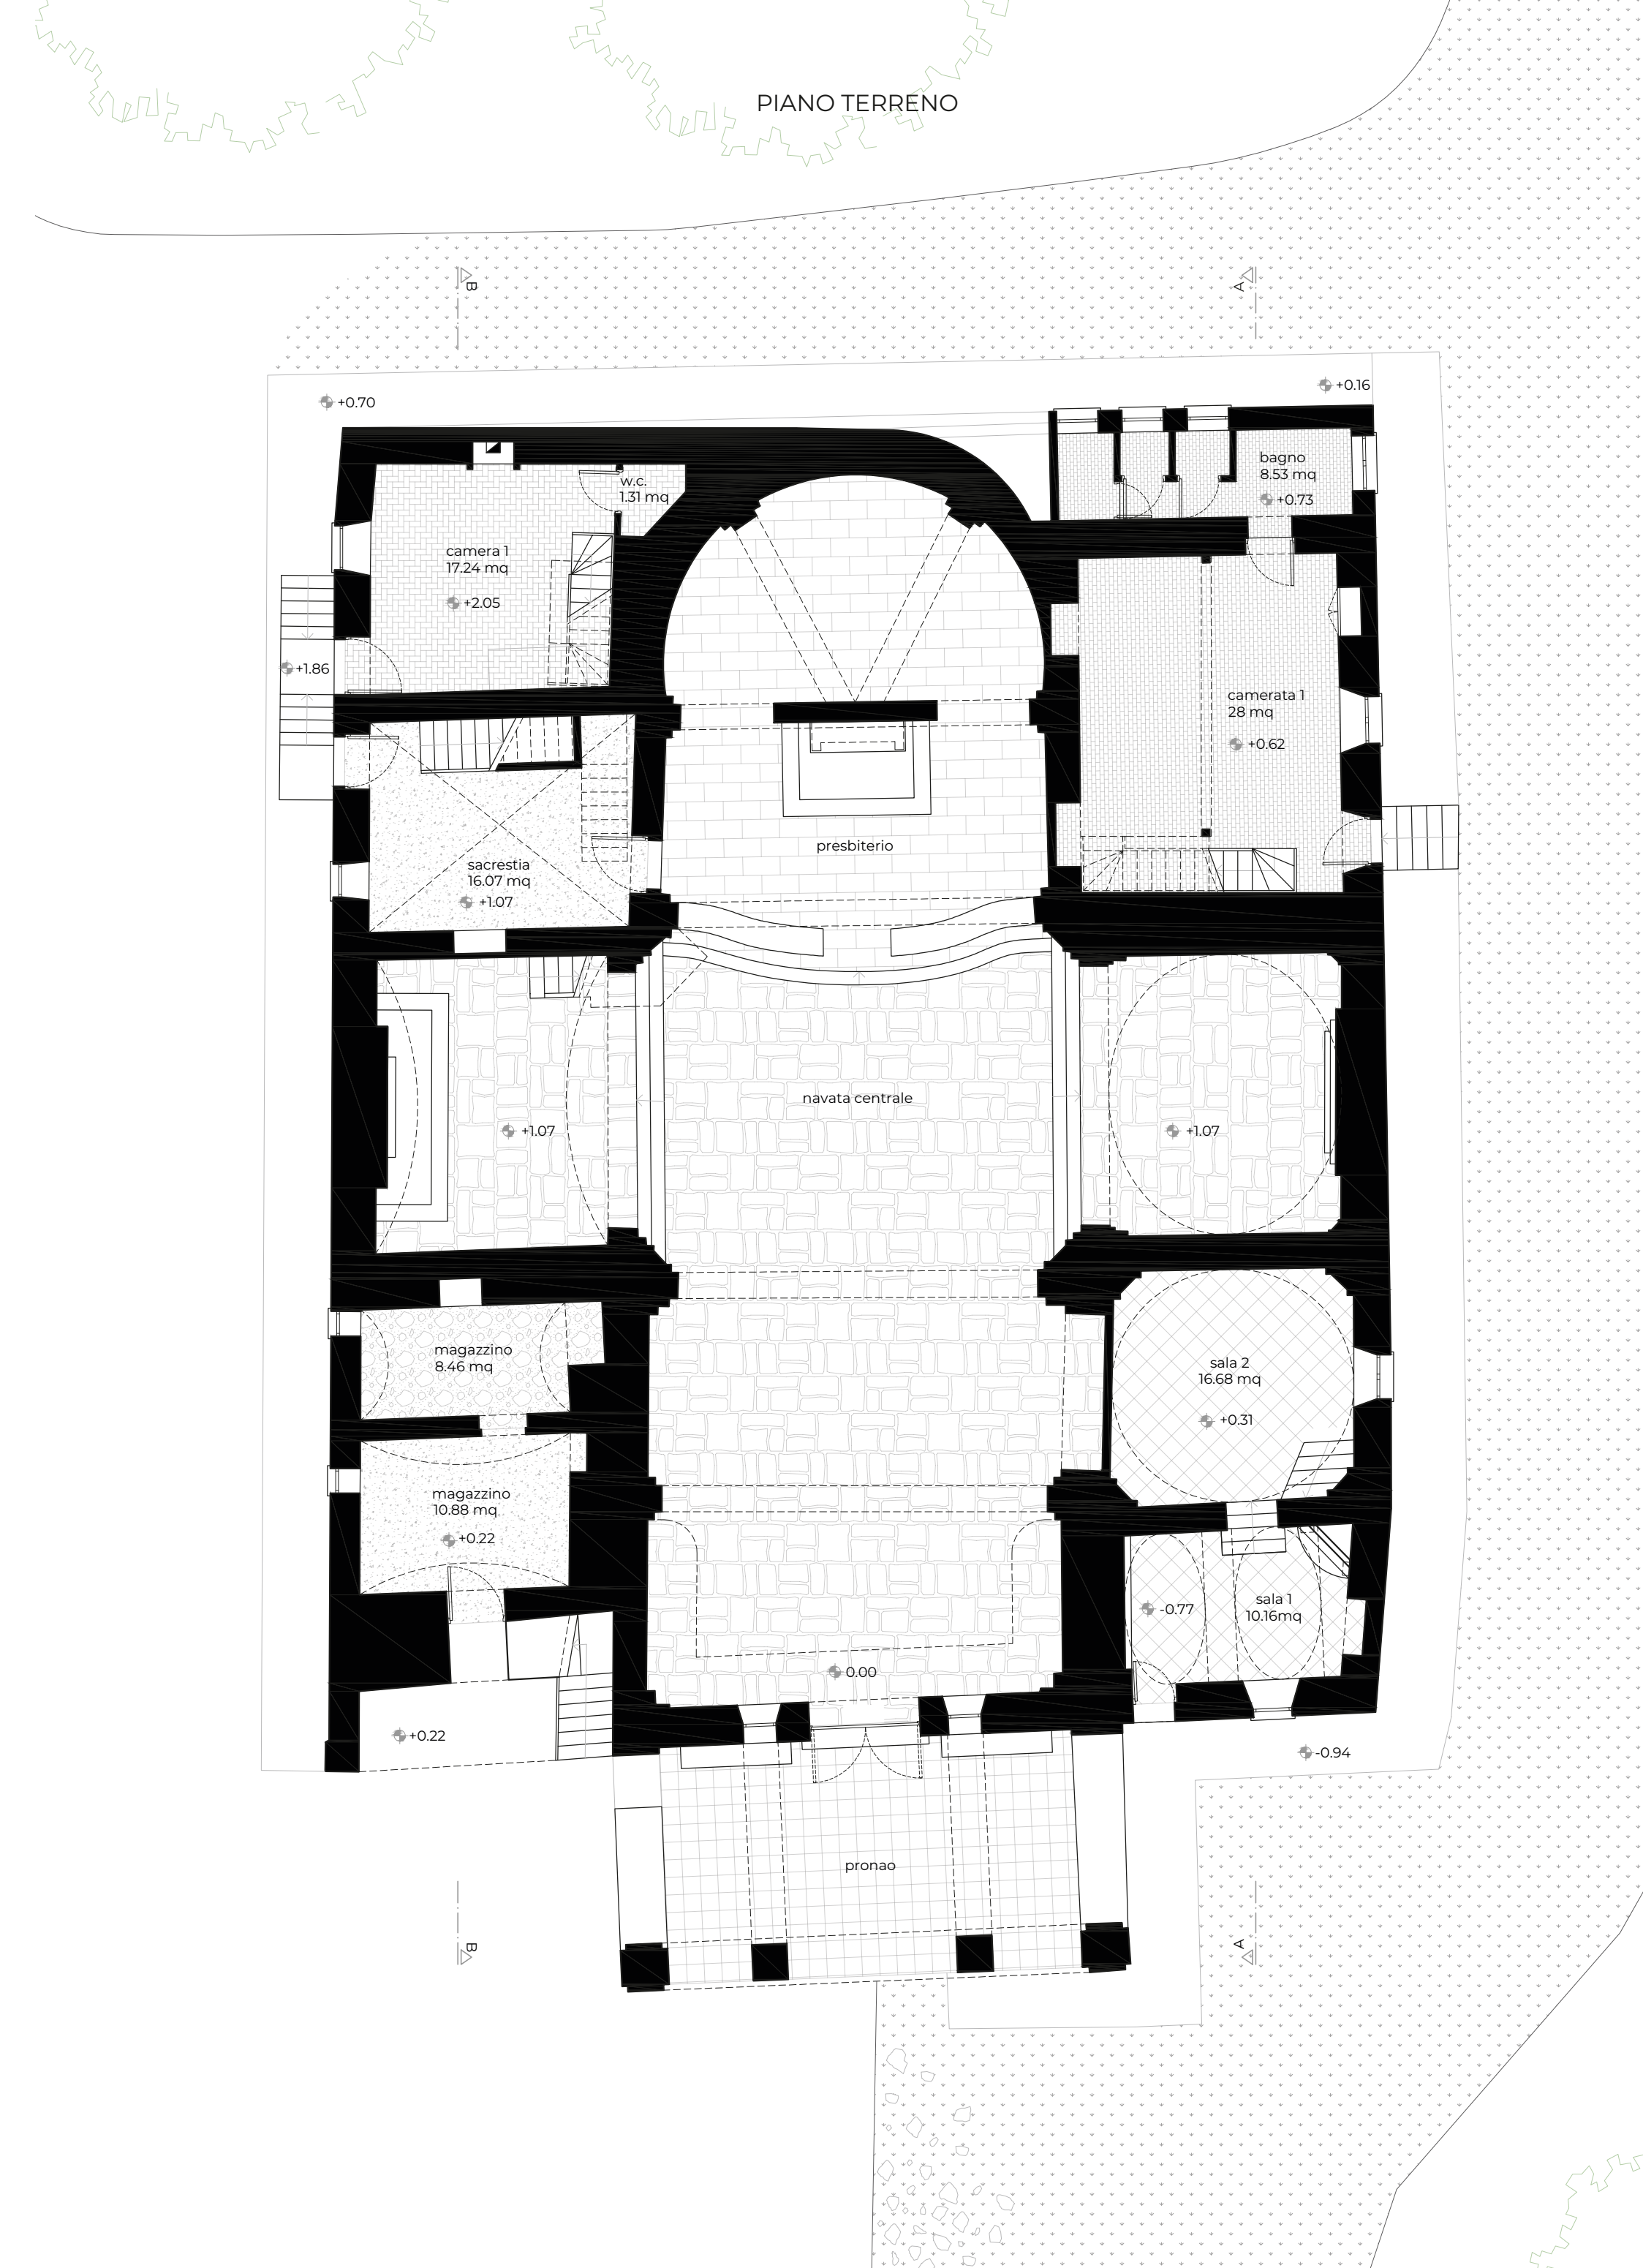 PIANO TERRENO
B
A
+0.70
+0.16
bagno
8.53 mq
+0.73
w.c.
1.31 mq
camera 1
17.24 mq
+2.05
+1.86
camerata 1
28 mq
+0.62
presbiterio
sacrestia
16.07 mq
+1.07
navata centrale
+1.07
+1.07
magazzino
8.46 mq
sala 2
16.68 mq
+0.31
magazzino
10.88 mq
+0.22
sala 1
10.16mq
-0.77
0.00
+0.22
-0.94
pronao
B
A